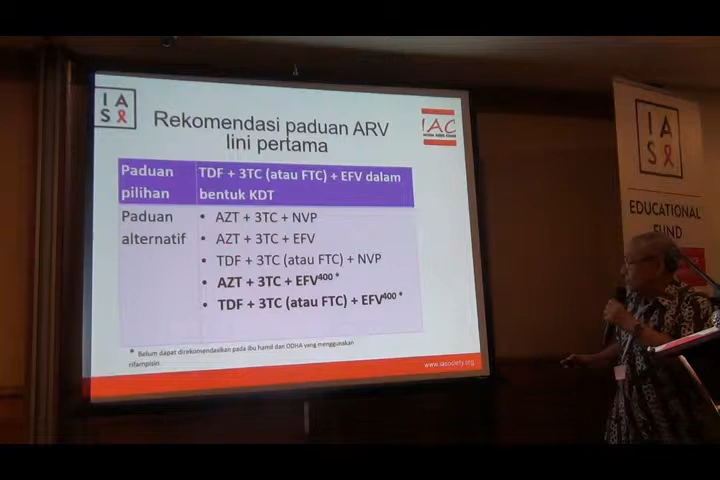 IAS
Rekomendasi paduan ARV
lini pertama
IAC
Paduan
pilihan
TDF + 3TC (atau FTC) + EFV dalam
bentuk KDT
Paduan
alternatif
• AZT + 3TC + NVP
• AZT + 3TC + EFV
• TDF + 3TC (atau FTC) + NVP
• AZT + 3TC + EFV400 *
• TDF + 3TC (atau FTC) + EFV400 *
* Belum dapat direkomendasikan pada ibu hamil dan ODHA yang menggunakan
rifampisin
www.iasociety.org
IAS
EDUCATIONAL
FUND